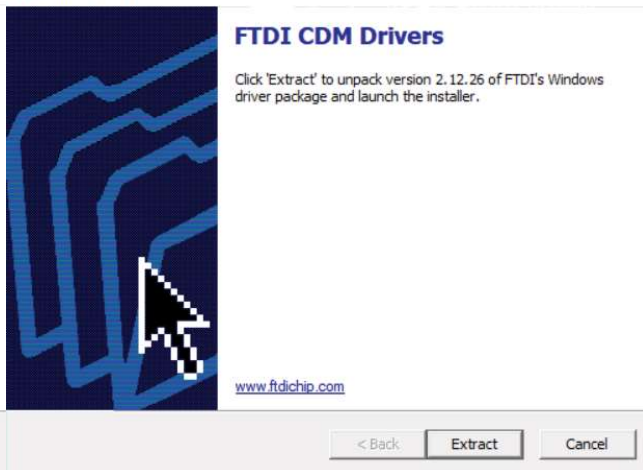 FTDI CDM Drivers
Click 'Extract' to unpack version 2.12.26 of FTDI's Windows
driver package and launch the installer.
www.ftdichip.com
< Back
Extract
Cancel